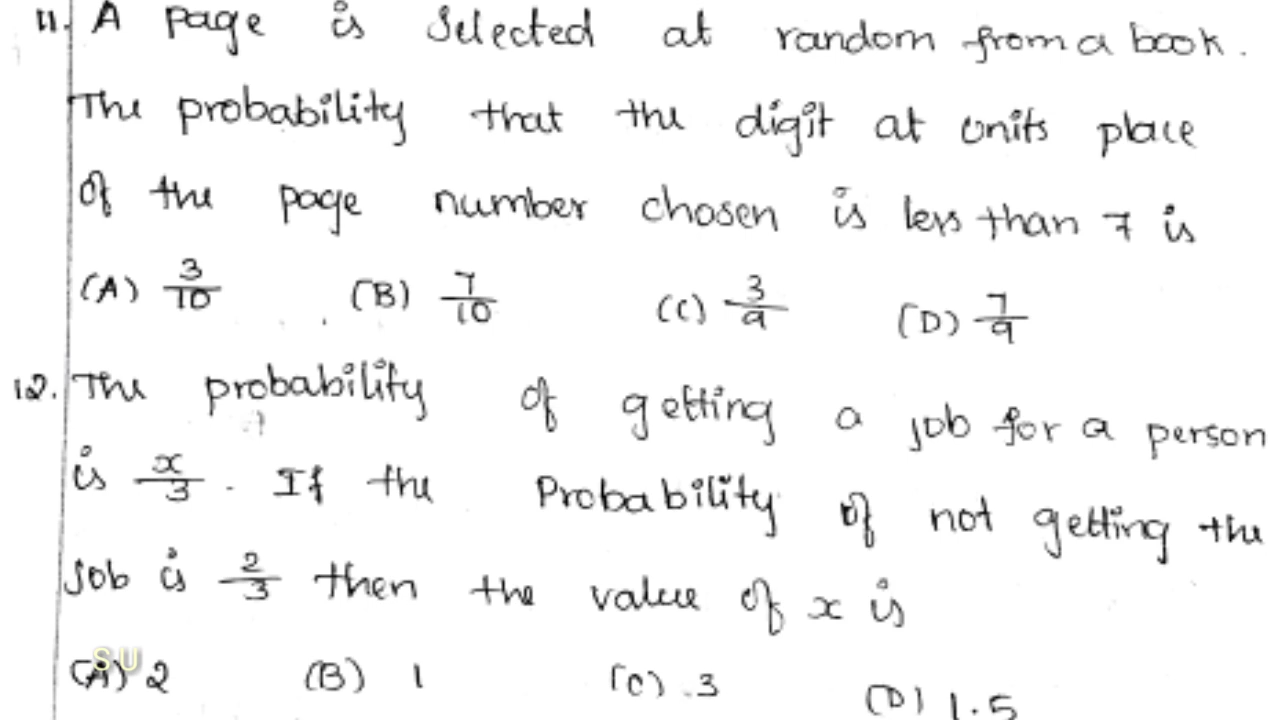 11. A page is selected at random from a book.
The probability that the digit at units place
of the page number chosen is less than 7 is
(A) 3/10 (B) 7/10 (C) 3/9 (D) 7/9
12. The probability of getting a job for a person
is x/3. If the Probability of not getting the
job is 2/3 then the value of x is
SU
(A) 2 (B) 1 (C) 3 (D) 1.5